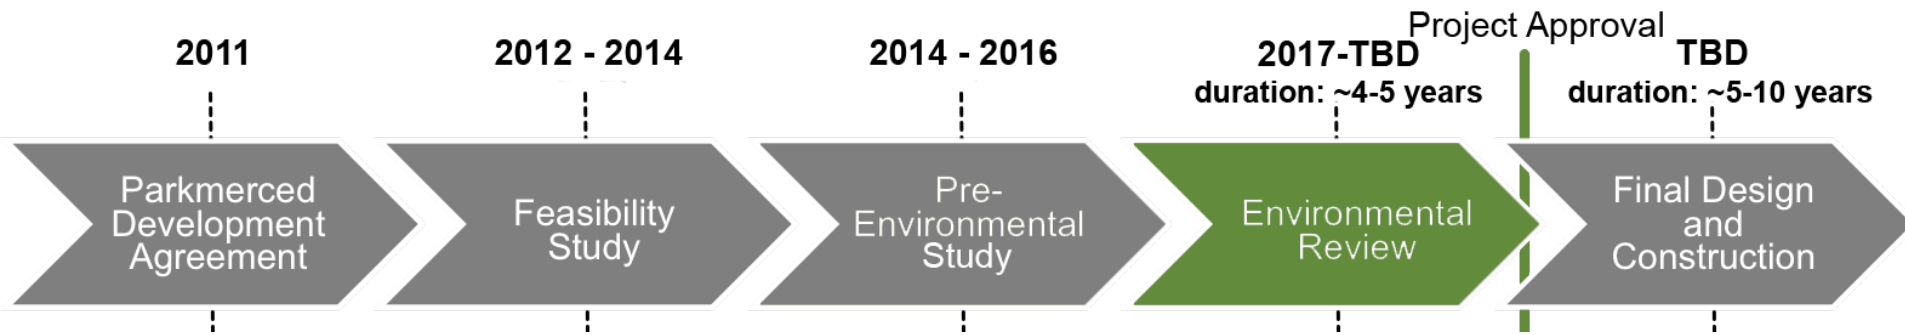 Project Approval
2011
2012 - 2014
2014 - 2016
2017-TBD
duration: ~4-5 years
TBD
duration: ~5-10 years
Parkmerced
Development
Agreement
Feasibility
Study
Pre-
Environmental
Study
Environmental
Review
Final Design
and
Construction